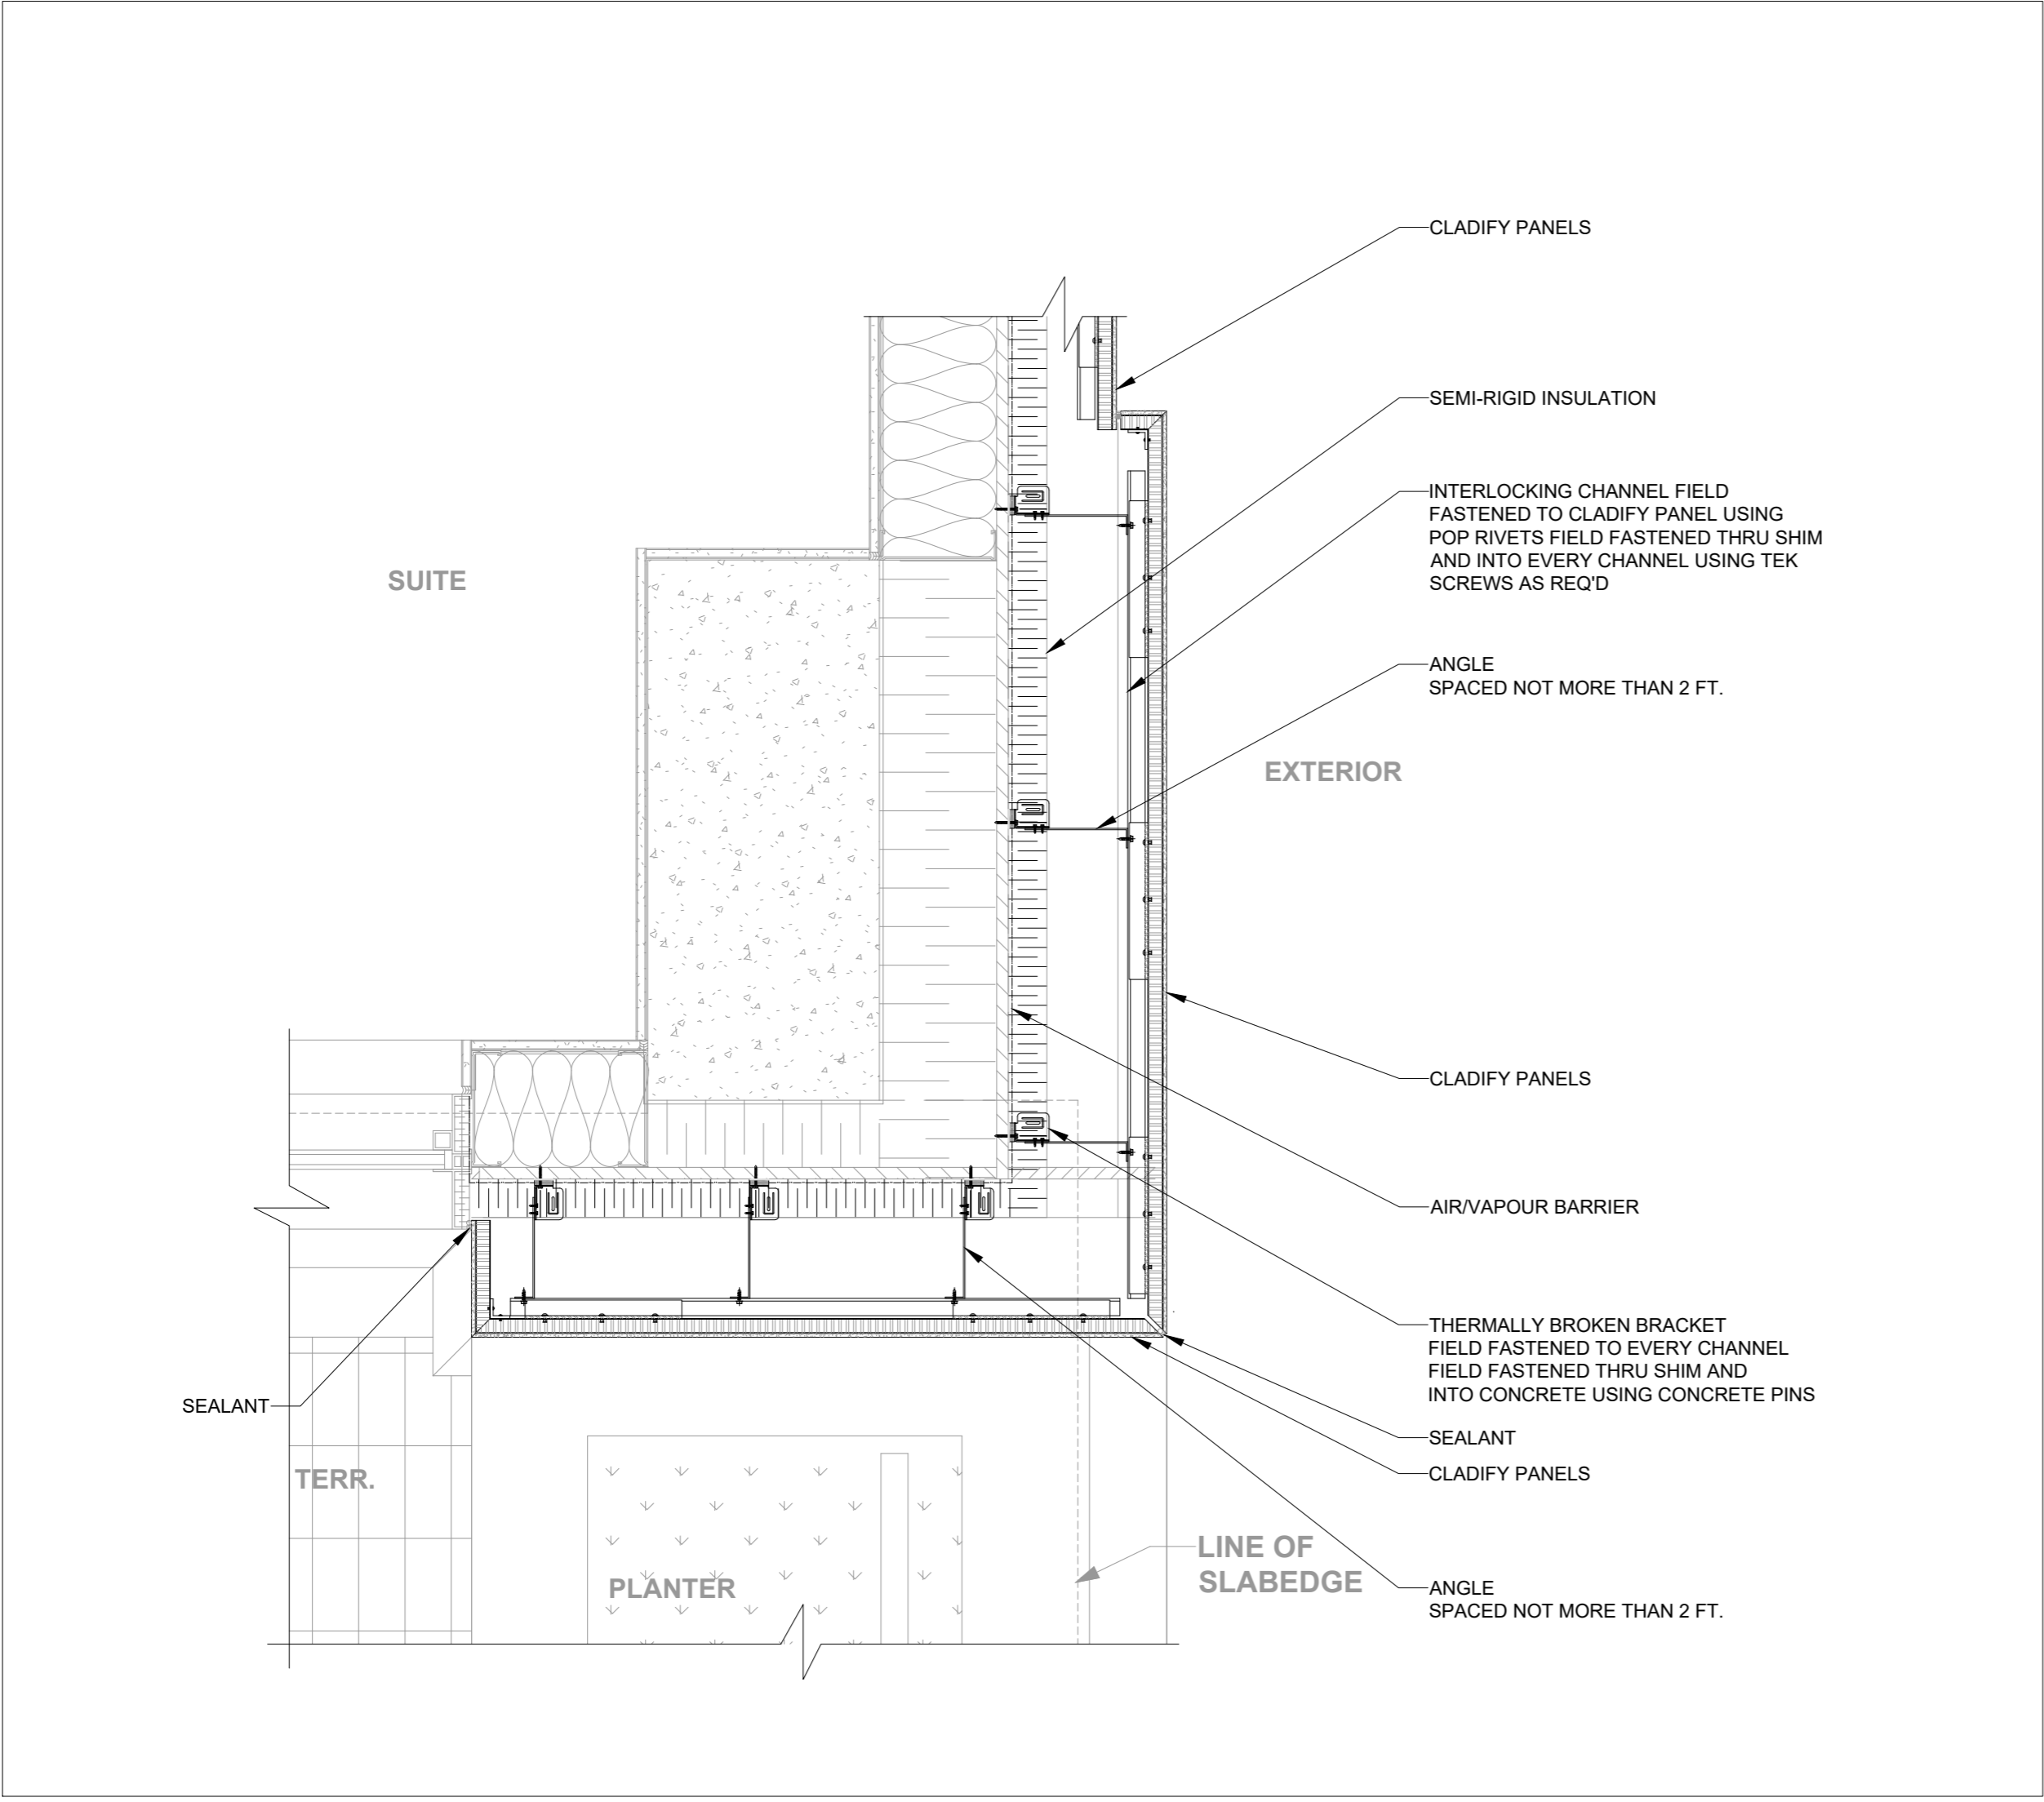 CLADIFY PANELS
SEMI-RIGID INSULATION
INTERLOCKING CHANNEL FIELD
FASTENED TO CLADIFY PANEL USING
POP RIVETS FIELD FASTENED THRU SHIM
AND INTO EVERY CHANNEL USING TEK
SCREWS AS REQ'D
SUITE
ANGLE
SPACED NOT MORE THAN 2 FT.
EXTERIOR
CLADIFY PANELS
AIR/VAPOUR BARRIER
THERMALLY BROKEN BRACKET
FIELD FASTENED TO EVERY CHANNEL
FIELD FASTENED THRU SHIM AND
INTO CONCRETE USING CONCRETE PINS
SEALANT
SEALANT
CLADIFY PANELS
TERR.
LINE OF
SLABEDGE
PLANTER
ANGLE
SPACED NOT MORE THAN 2 FT.